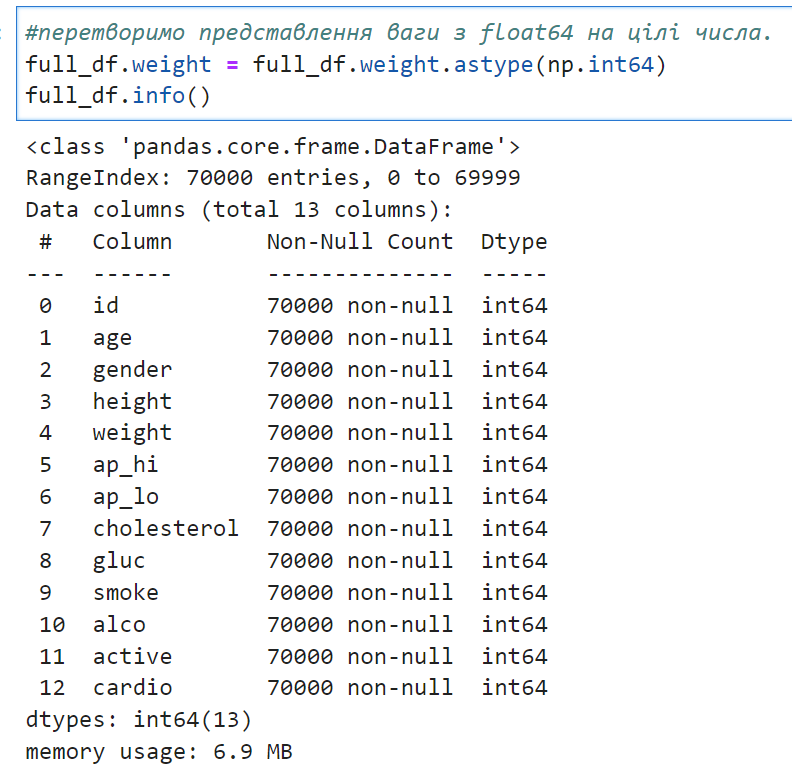 #перетворимо представлення ваги з float64 на цілі числа.
full_df.weight = full_df.weight.astype(np.int64)
full_df.info()
<class 'pandas.core.frame.DataFrame'>
RangeIndex: 70000 entries, 0 to 69999
Data columns (total 13 columns):
 #   Column       Non-Null Count  Dtype
---  ------       --------------  -----
 0   id           70000 non-null  int64
 1   age          70000 non-null  int64
 2   gender       70000 non-null  int64
 3   height       70000 non-null  int64
 4   weight       70000 non-null  int64
 5   ap_hi        70000 non-null  int64
 6   ap_lo        70000 non-null  int64
 7   cholesterol  70000 non-null  int64
 8   gluc         70000 non-null  int64
 9   smoke        70000 non-null  int64
 10  alco         70000 non-null  int64
 11  active       70000 non-null  int64
 12  cardio       70000 non-null  int64
dtypes: int64(13)
memory usage: 6.9 MB